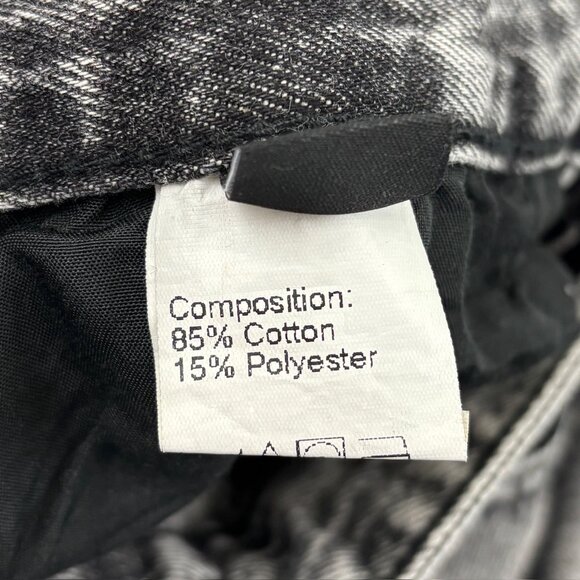 Composition:
85% Cotton
15% Polyester